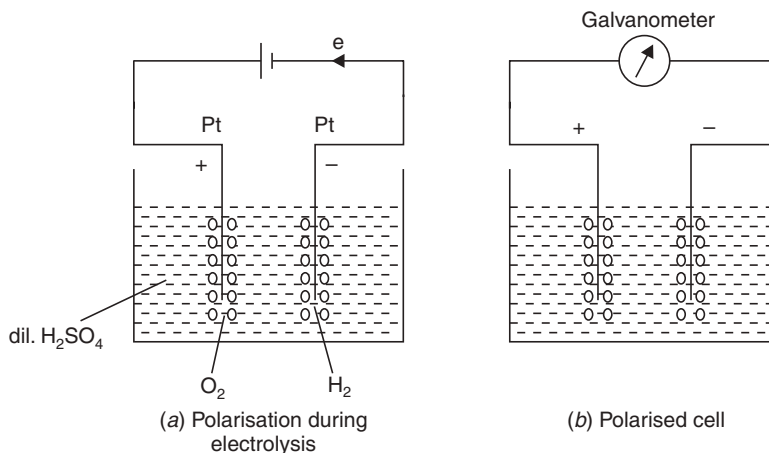 Galvanometer
e
Pt Pt
+ −
+ −
dil. H₂SO₄
O₂ H₂
(a) Polarisation during
electrolysis
(b) Polarised cell